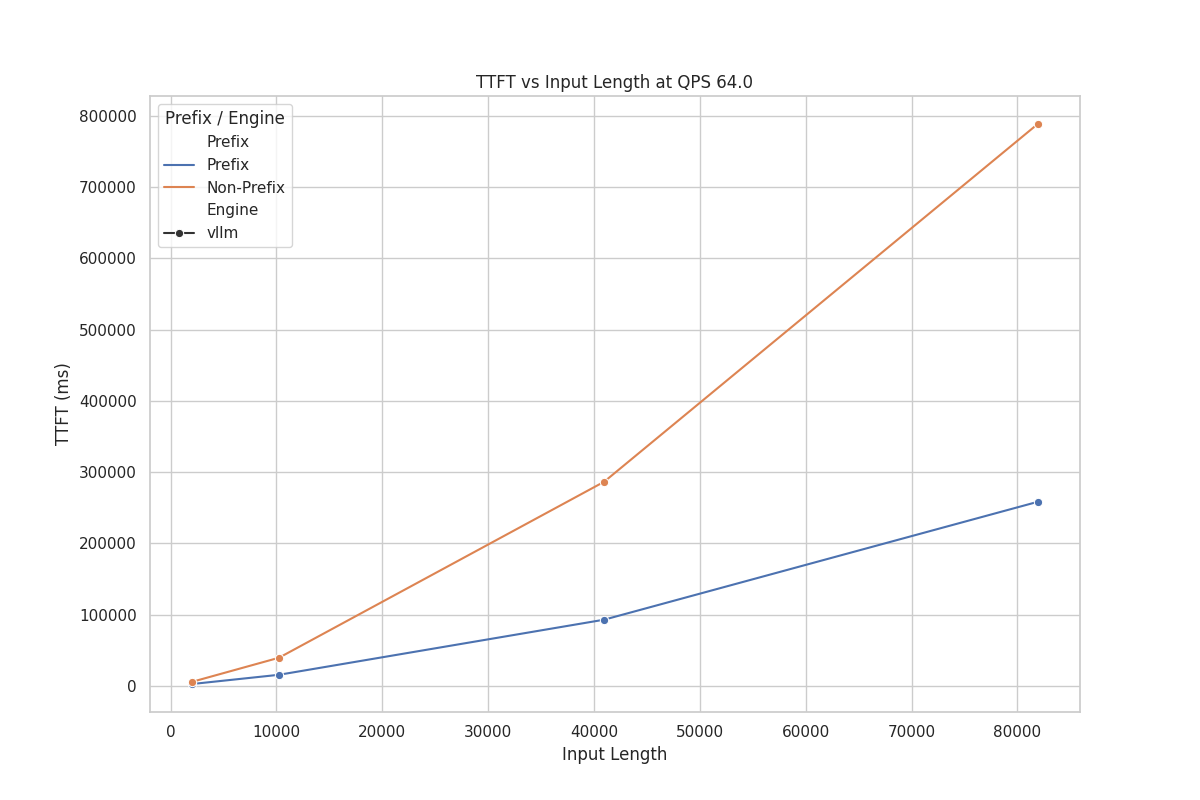 TTFT vs Input Length at QPS 64.0
Prefix / Engine
Prefix
Prefix
Non-Prefix
Engine
vllm
TTFT (ms)
800000
700000
600000
500000
400000
300000
200000
100000
0
0 10000 20000 30000 40000 50000 60000 70000 80000
Input Length